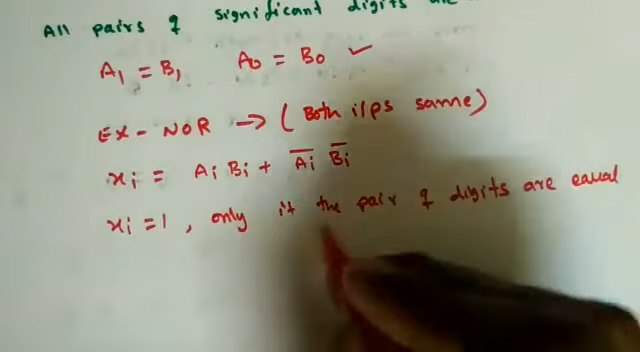 All pairs of significant digits are
A₁ = B₁ A₀ = B₀ ✓
EX - NOR → ( Both i/ps same )
xᵢ = Aᵢ Bᵢ + A̅ᵢ B̅ᵢ
xᵢ = 1 , only if the pair of digits are equal